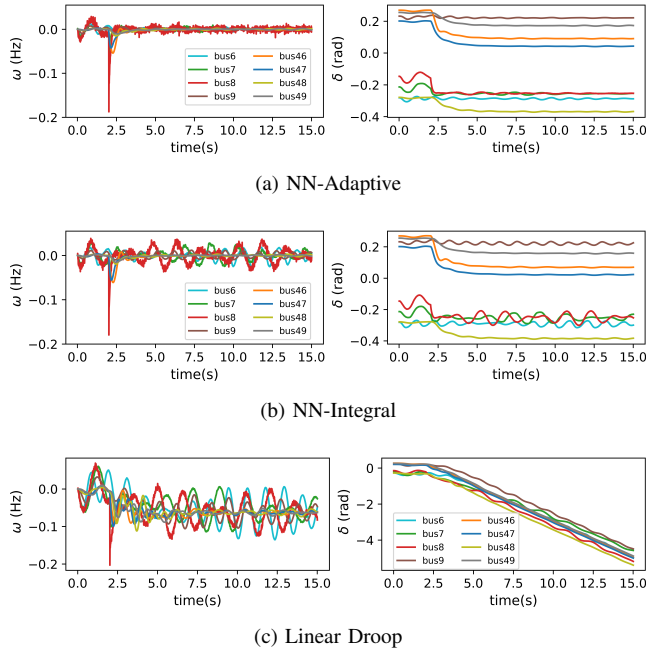 0.0
−0.1
−0.2
ω (Hz)
bus6
bus7
bus8
bus9
bus46
bus47
bus48
bus49
0.0 2.5 5.0 7.5 10.0 12.5 15.0
time(s)
0.2
0.0
−0.2
−0.4
δ (rad)
0.0 2.5 5.0 7.5 10.0 12.5 15.0
time(s)
(a) NN-Adaptive
0.0
−0.1
−0.2
ω (Hz)
bus6
bus7
bus8
bus9
bus46
bus47
bus48
bus49
0.0 2.5 5.0 7.5 10.0 12.5 15.0
time(s)
0.2
0.0
−0.2
−0.4
δ (rad)
0.0 2.5 5.0 7.5 10.0 12.5 15.0
time(s)
(b) NN-Integral
0.0
−0.1
−0.2
ω (Hz)
0.0 2.5 5.0 7.5 10.0 12.5 15.0
time(s)
0
−2
−4
δ (rad)
bus6
bus7
bus8
bus9
bus46
bus47
bus48
bus49
0.0 2.5 5.0 7.5 10.0 12.5 15.0
time(s)
(c) Linear Droop